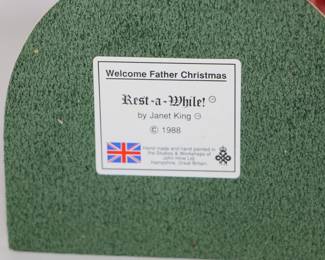 Welcome Father Christmas
Rest-a-While!
by Janet King
© 1988
Hand made and hand painted in
the Studios & Workshops of
John Hine Ltd.
Hampshire, Great Britain.